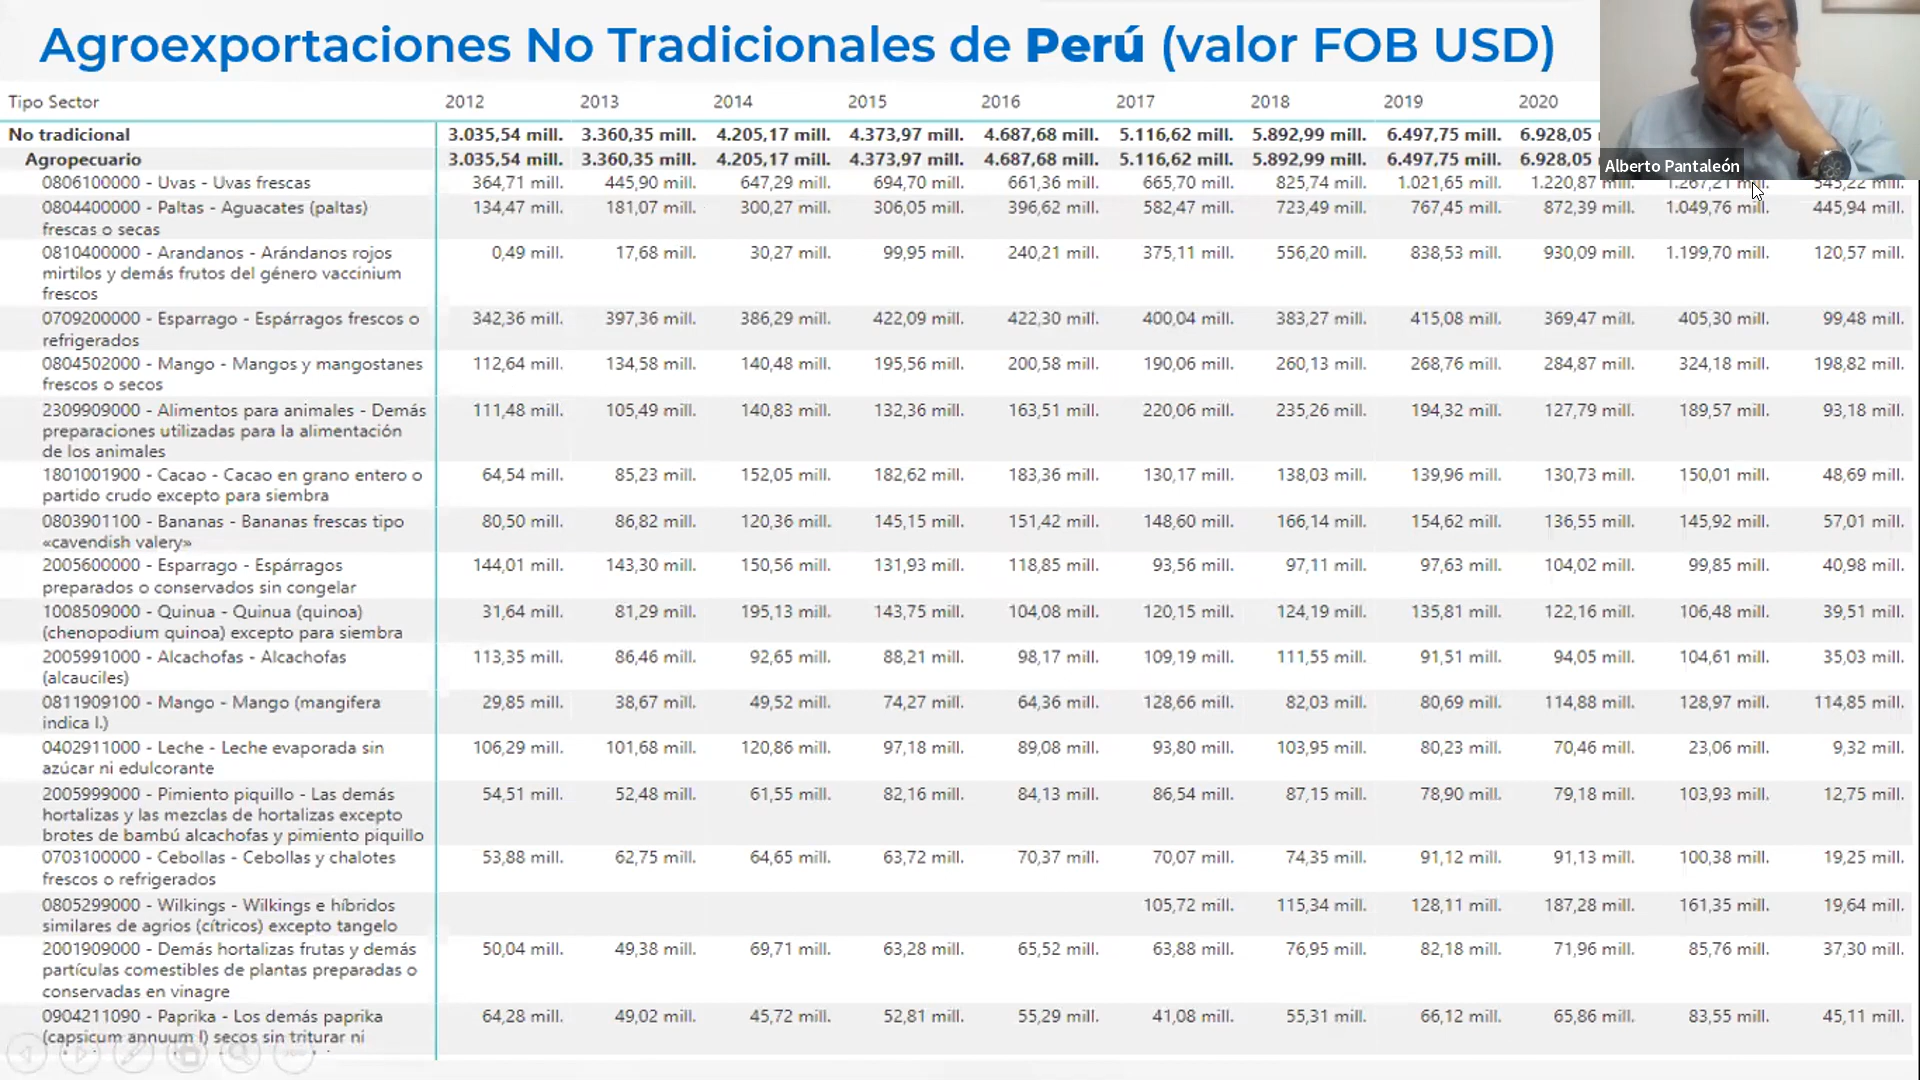 Agroexportaciones No Tradicionales de Perú (valor FOB USD)
Alberto Pantaleón
Tipo Sector 2012 2013 2014 2015 2016 2017 2018 2019 2020
No tradicional 3.035,54 mill. 3.360,35 mill. 4.205,17 mill. 4.373,97 mill. 4.687,68 mill. 5.116,62 mill. 5.892,99 mill. 6.497,75 mill. 6.928,05
Agropecuario 3.035,54 mill. 3.360,35 mill. 4.205,17 mill. 4.373,97 mill. 4.687,68 mill. 5.116,62 mill. 5.892,99 mill. 6.497,75 mill. 6.928,05
0806100000 - Uvas - Uvas frescas 364,71 mill. 445,90 mill. 647,29 mill. 694,70 mill. 661,36 mill. 665,70 mill. 825,74 mill. 1.021,65 mill. 1.220,87 mill. 1.267,21 mill. 545,22 mill.
0804400000 - Paltas - Aguacates (paltas) 134,47 mill. 181,07 mill. 300,27 mill. 306,05 mill. 396,62 mill. 582,47 mill. 723,49 mill. 767,45 mill. 872,39 mill. 1.049,76 mill. 445,94 mill.
frescas o secas
0810400000 - Arandanos - Arándanos rojos 0,49 mill. 17,68 mill. 30,27 mill. 99,95 mill. 240,21 mill. 375,11 mill. 556,20 mill. 838,53 mill. 930,09 mill. 1.199,70 mill. 120,57 mill.
mirtilos y demás frutos del género vaccinium
frescos
0709200000 - Esparrago - Espárragos frescos o 342,36 mill. 397,36 mill. 386,29 mill. 422,09 mill. 422,30 mill. 400,04 mill. 383,27 mill. 415,08 mill. 369,47 mill. 405,30 mill. 99,48 mill.
refrigerados
0804502000 - Mango - Mangos y mangostanes 112,64 mill. 134,58 mill. 140,48 mill. 195,56 mill. 200,58 mill. 190,06 mill. 260,13 mill. 268,76 mill. 284,87 mill. 324,18 mill. 198,82 mill.
frescos o secos
2309909000 - Alimentos para animales - Demás 111,48 mill. 105,49 mill. 140,83 mill. 132,36 mill. 163,51 mill. 220,06 mill. 235,26 mill. 194,32 mill. 127,79 mill. 189,57 mill. 93,18 mill.
preparaciones utilizadas para la alimentación
de los animales
1801001900 - Cacao - Cacao en grano entero o 64,54 mill. 85,23 mill. 152,05 mill. 182,62 mill. 183,36 mill. 130,17 mill. 138,03 mill. 139,96 mill. 130,73 mill. 150,01 mill. 48,69 mill.
partido crudo excepto para siembra
0803901100 - Bananas - Bananas frescas tipo 80,50 mill. 86,82 mill. 120,36 mill. 145,15 mill. 151,42 mill. 148,60 mill. 166,14 mill. 154,62 mill. 136,55 mill. 145,92 mill. 57,01 mill.
«cavendish valery»
2005600000 - Esparrago - Espárragos 144,01 mill. 143,30 mill. 150,56 mill. 131,93 mill. 118,85 mill. 93,56 mill. 97,11 mill. 97,63 mill. 104,02 mill. 99,85 mill. 40,98 mill.
preparados o conservados sin congelar
1008509000 - Quinua - Quinua (quinoa) 31,64 mill. 81,29 mill. 195,13 mill. 143,75 mill. 104,08 mill. 120,15 mill. 124,19 mill. 135,81 mill. 122,16 mill. 106,48 mill. 39,51 mill.
(chenopodium quinoa) excepto para siembra
2005991000 - Alcachofas - Alcachofas 113,35 mill. 86,46 mill. 92,65 mill. 88,21 mill. 98,17 mill. 109,19 mill. 111,55 mill. 91,51 mill. 94,05 mill. 104,61 mill. 35,03 mill.
(alcauciles)
0811909100 - Mango - Mango (mangifera 29,85 mill. 38,67 mill. 49,52 mill. 74,27 mill. 64,36 mill. 128,66 mill. 82,03 mill. 80,69 mill. 114,88 mill. 128,97 mill. 114,85 mill.
indica l.)
0402911000 - Leche - Leche evaporada sin 106,29 mill. 101,68 mill. 120,86 mill. 97,18 mill. 89,08 mill. 93,80 mill. 103,95 mill. 80,23 mill. 70,46 mill. 23,06 mill. 9,32 mill.
azúcar ni edulcorante
2005999000 - Pimiento piquillo - Las demás 54,51 mill. 52,48 mill. 61,55 mill. 82,16 mill. 84,13 mill. 86,54 mill. 87,15 mill. 78,90 mill. 79,18 mill. 103,93 mill. 12,75 mill.
hortalizas y las mezclas de hortalizas excepto
brotes de bambú alcachofas y pimiento piquillo
0703100000 - Cebollas - Cebollas y chalotes 53,88 mill. 62,75 mill. 64,65 mill. 63,72 mill. 70,37 mill. 70,07 mill. 74,35 mill. 91,12 mill. 91,13 mill. 100,38 mill. 19,25 mill.
frescos o refrigerados
0805299000 - Wilkings - Wilkings e híbridos 105,72 mill. 115,34 mill. 128,11 mill. 187,28 mill. 161,35 mill. 19,64 mill.
similares de agrios (cítricos) excepto tangelo
2001909000 - Demás hortalizas frutas y demás 50,04 mill. 49,38 mill. 69,71 mill. 63,28 mill. 65,52 mill. 63,88 mill. 76,95 mill. 82,18 mill. 71,96 mill. 85,76 mill. 37,30 mill.
partículas comestibles de plantas preparadas o
conservadas en vinagre
0904211090 - Paprika - Los demás paprika 64,28 mill. 49,02 mill. 45,72 mill. 52,81 mill. 55,29 mill. 41,08 mill. 55,31 mill. 66,12 mill. 65,86 mill. 83,55 mill. 45,11 mill.
(capsicum annuum l) secos sin triturar ni